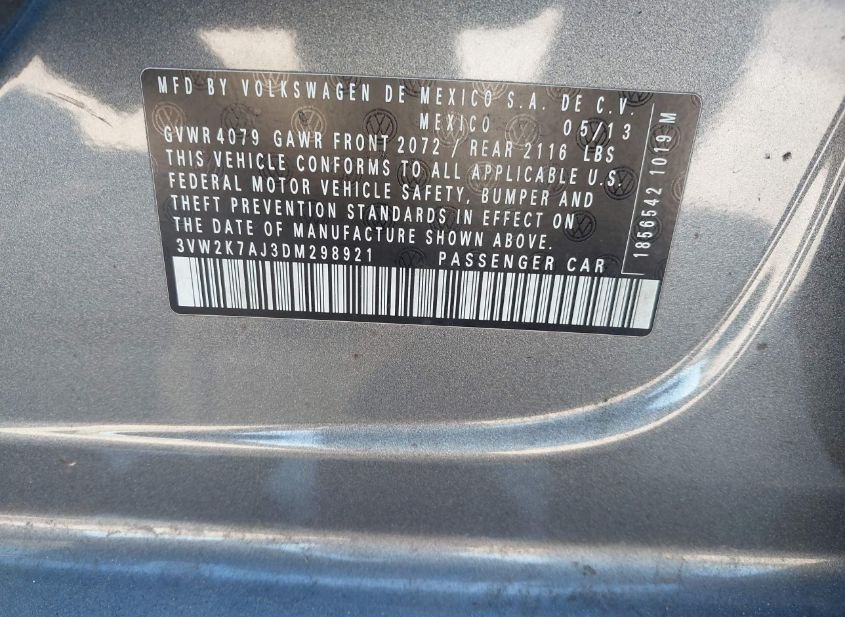 MFD BY VOLKSWAGEN DE MEXICO S.A. DE C.V.
MEXICO 05/13
GVWR 4079 GAWR FRONT 2072 / REAR 2116 LBS
THIS VEHICLE CONFORMS TO ALL APPLICABLE U.S.
FEDERAL MOTOR VEHICLE SAFETY, BUMPER AND
THEFT PREVENTION STANDARDS IN EFFECT ON
THE DATE OF MANUFACTURE SHOWN ABOVE.
3VW2K7AJ3DM298921 PASSENGER CAR
1856542 1019 M